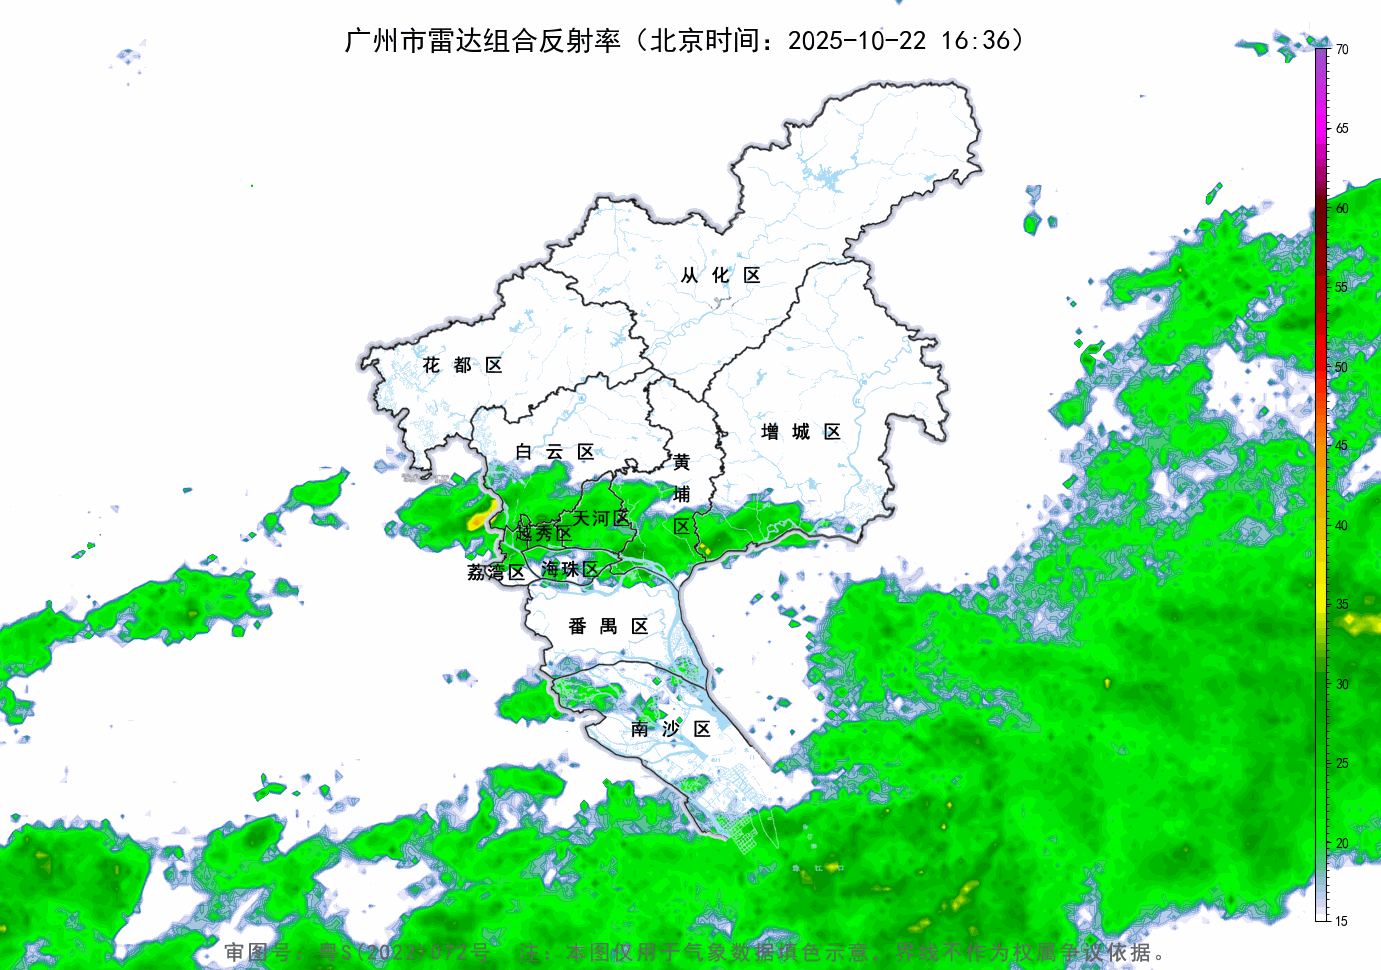 广州市雷达组合反射率（北京时间：2025-10-22 16:36）
70
65
60
55
50
45
40
35
30
25
20
15
从化区
花都区
增城区
白云区
黄埔区
天河区
越秀区
荔湾区
海珠区
番禺区
南沙区
审图号：粤S(2022)072号 注：本图仅用于气象数据填色示意，界线不作为权属争议依据。